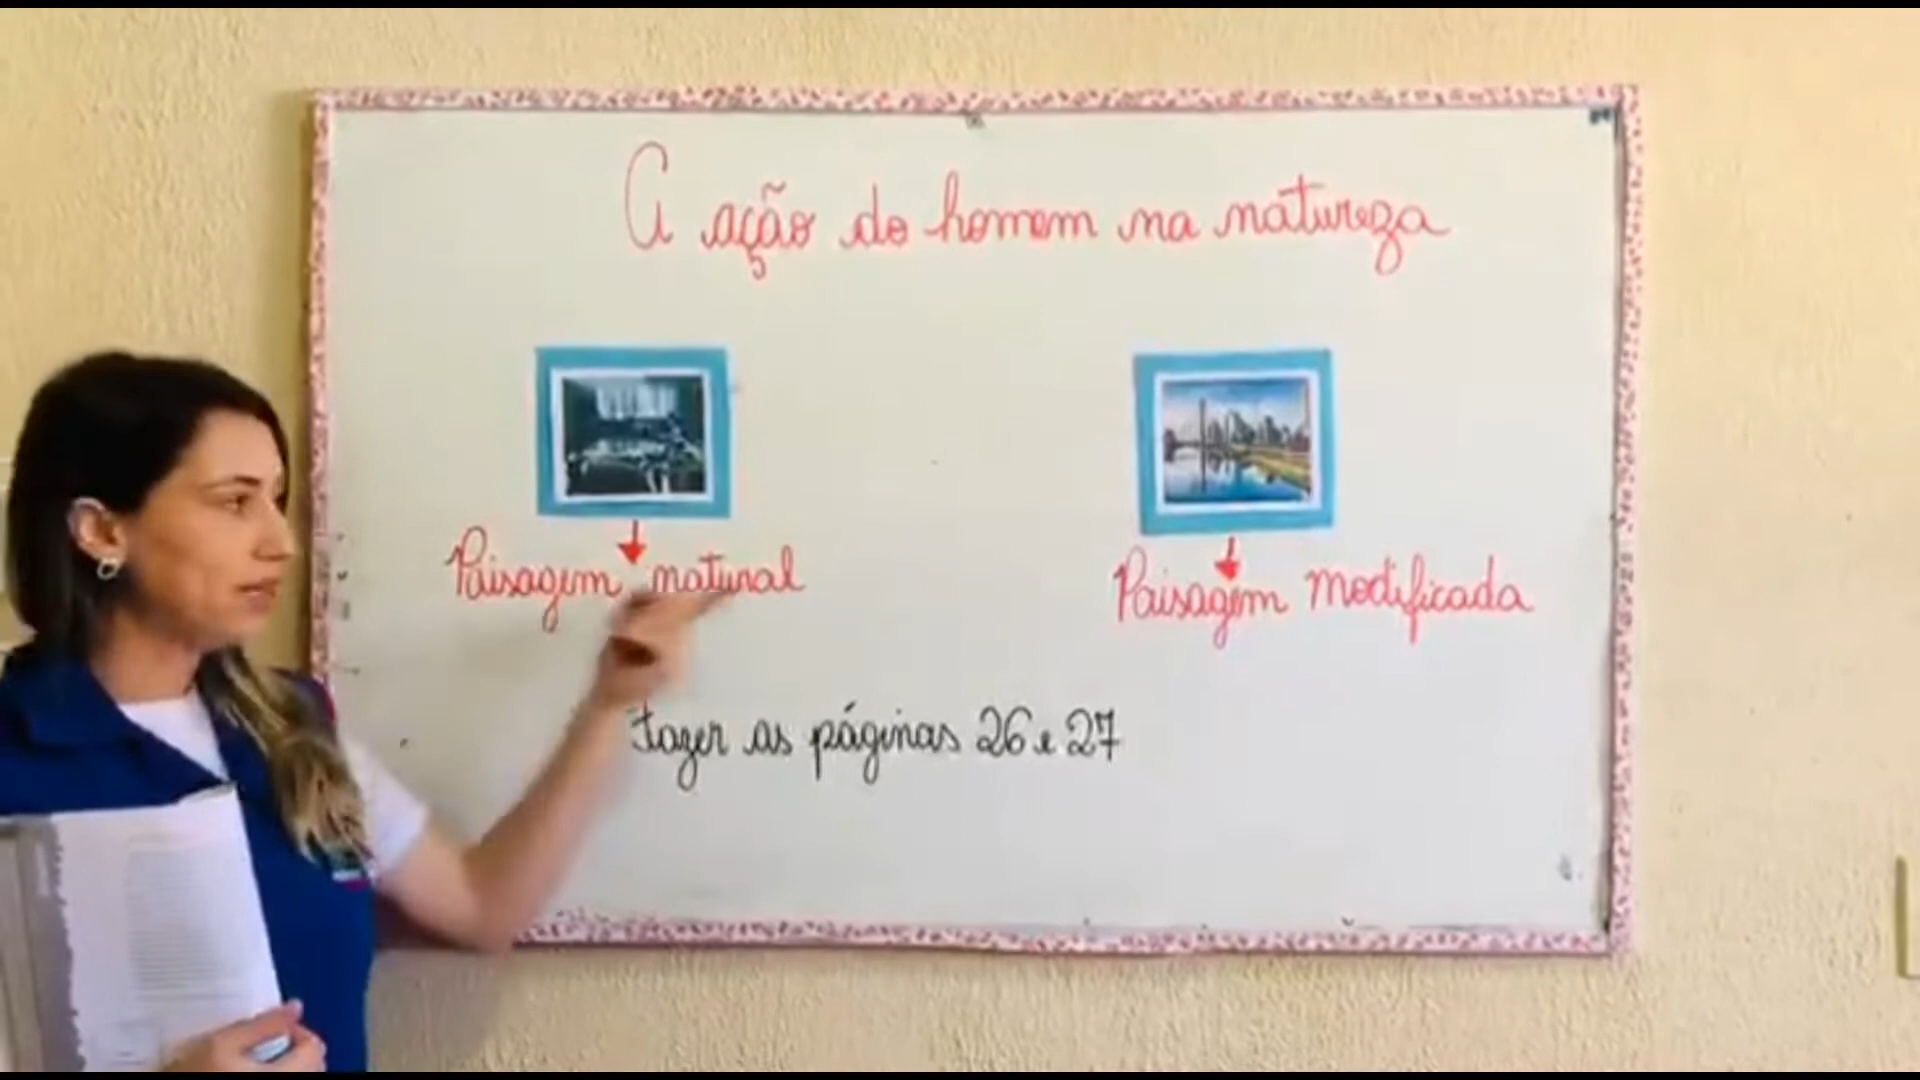 A ação do homem na natureza
Paisagem natural
Paisagem modificada
Fazer as páginas 26 e 27